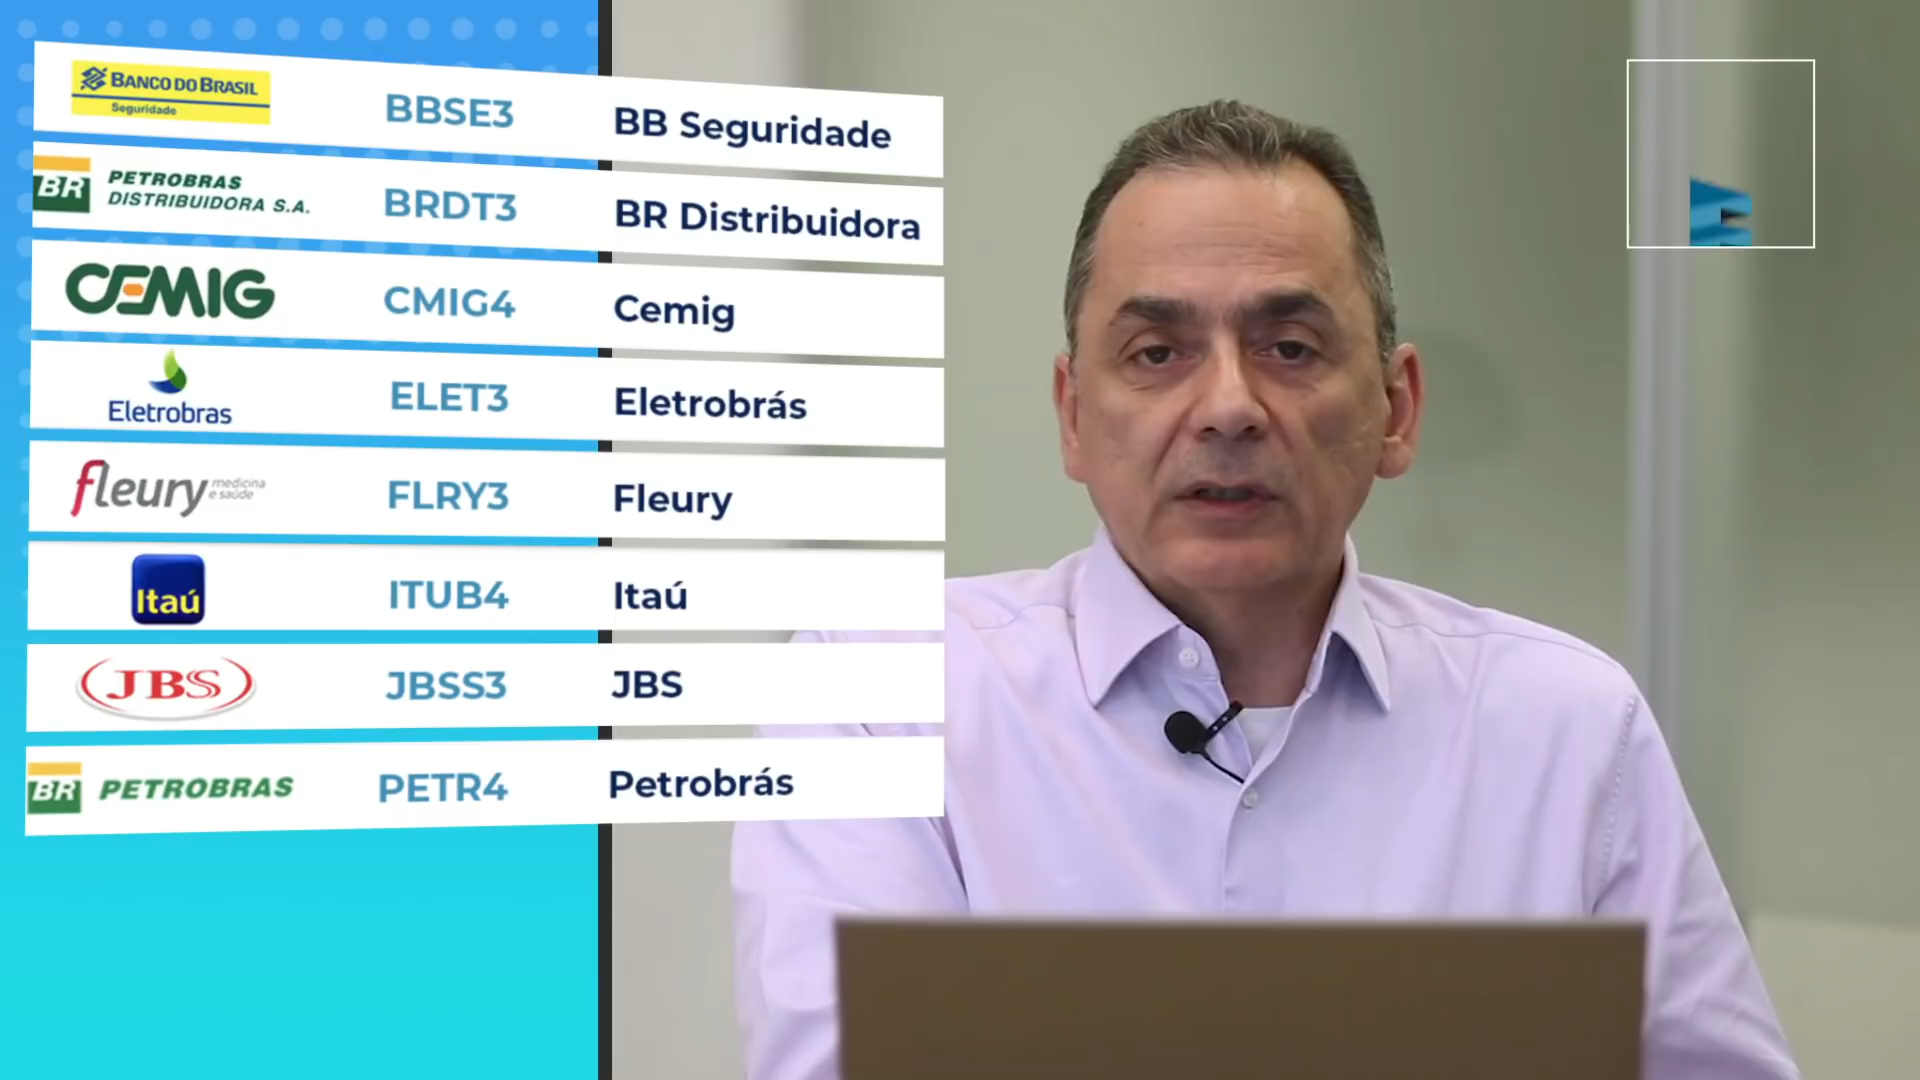 BANCO DO BRASIL
Seguridade
BBSE3
BB Seguridade
BR
PETROBRAS
DISTRIBUIDORA S.A.
BRDT3
BR Distribuidora
CEMIG
CMIG4
Cemig
Eletrobras
ELET3
Eletrobrás
fleury
medicina
e saúde
FLRY3
Fleury
Itaú
ITUB4
Itaú
JBS
JBSS3
JBS
BR PETROBRAS
PETR4
Petrobrás